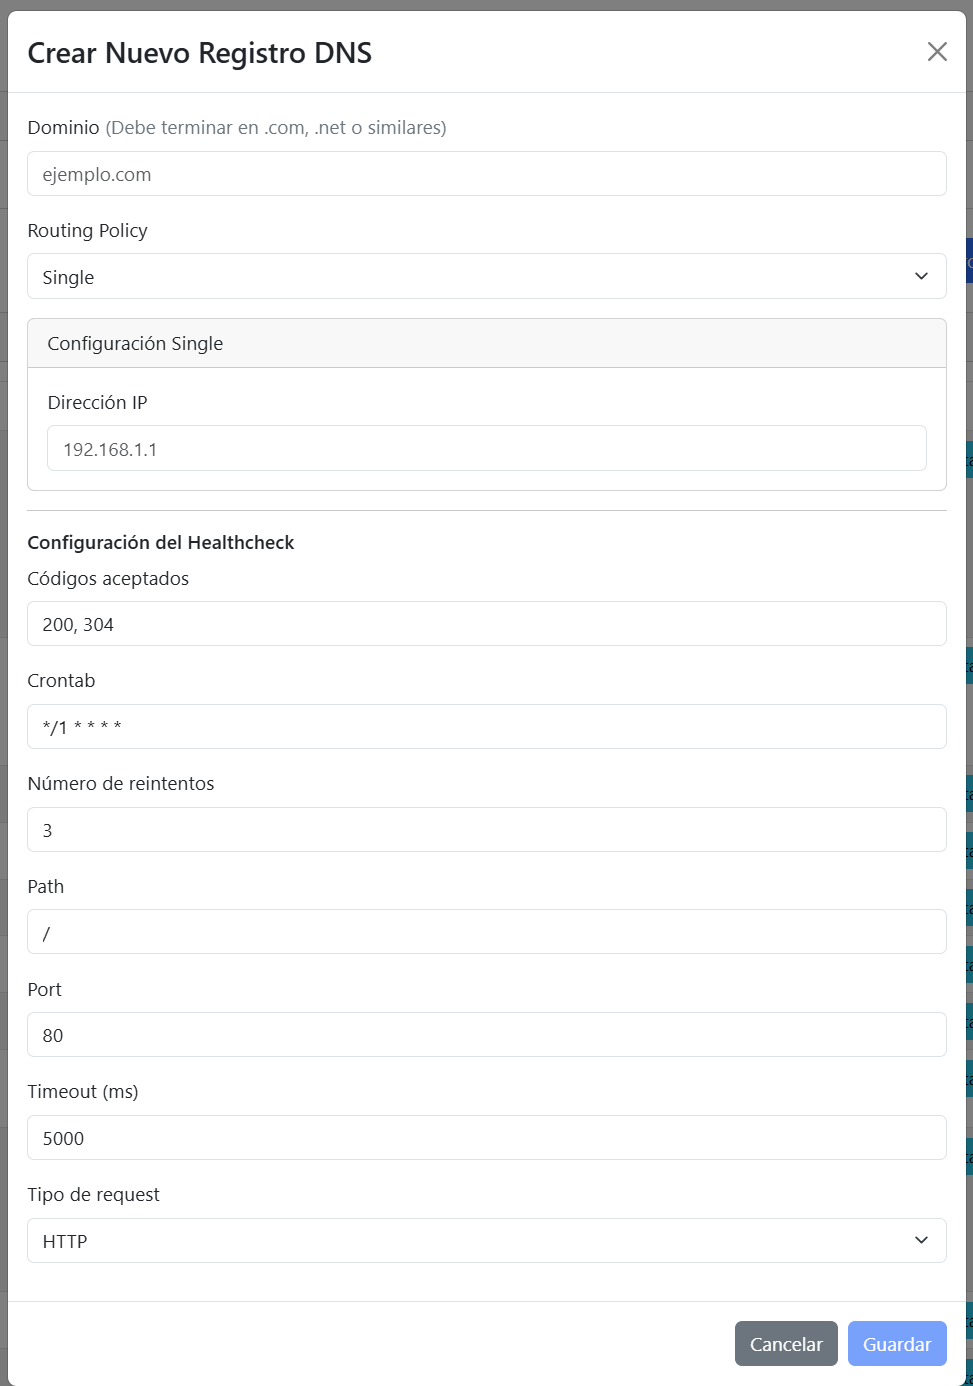 Crear Nuevo Registro DNS
Dominio (Debe terminar en .com, .net o similares)
ejemplo.com
Routing Policy
Single
Configuración Single
Dirección IP
192.168.1.1
Configuración del Healthcheck
Códigos aceptados
200, 304
Crontab
*/1 * * * *
Número de reintentos
3
Path
/
Port
80
Timeout (ms)
5000
Tipo de request
HTTP
Cancelar Guardar